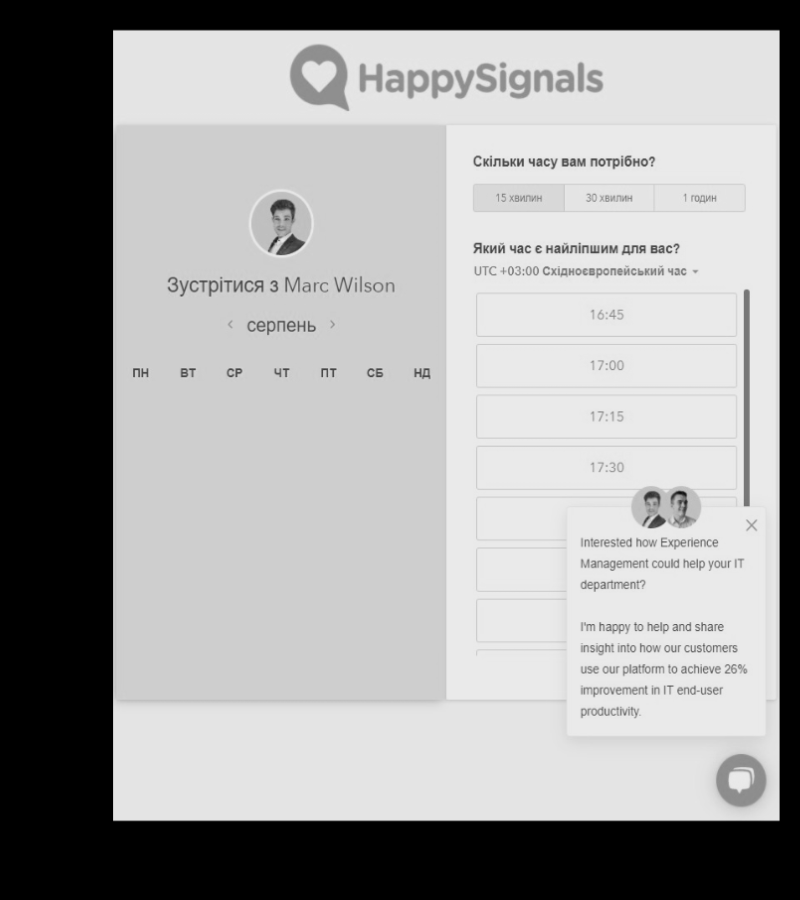 HappySignals
Зустрітися з Marc Wilson
серпень
ПН ВТ СР ЧТ ПТ СБ НД
Скільки часу вам потрібно?
15 хвилин 30 хвилин 1 годин
Який час є найліпшим для вас?
UTC +03:00 Східноєвропейський час
16:45
17:00
17:15
17:30
Interested how Experience
Management could help your IT
department?
I'm happy to help and share
insight into how our customers
use our platform to achieve 26%
improvement in IT end-user
productivity.